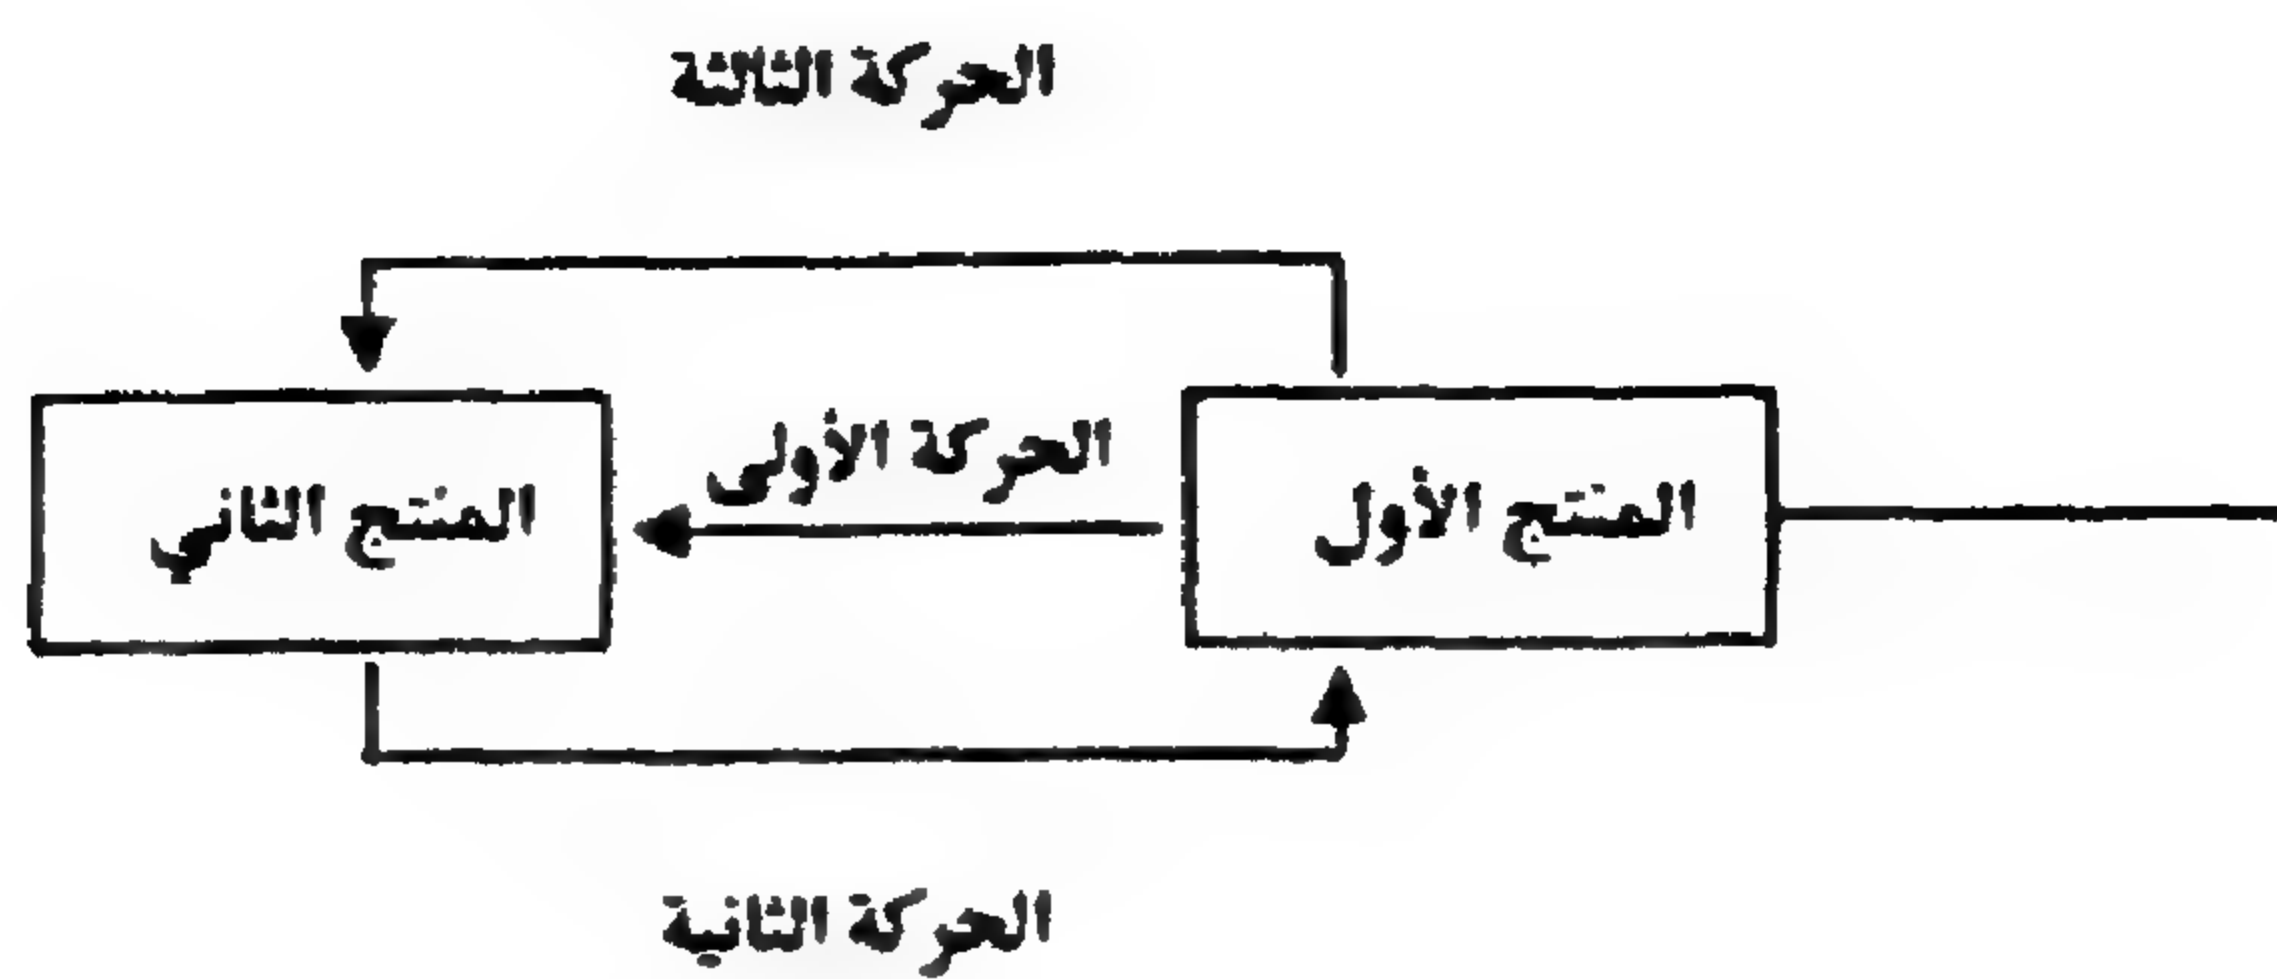 الحركة الثالثة
الحركة الأولى
المنتج الأول
المنتج الثاني
الحركة الثانية